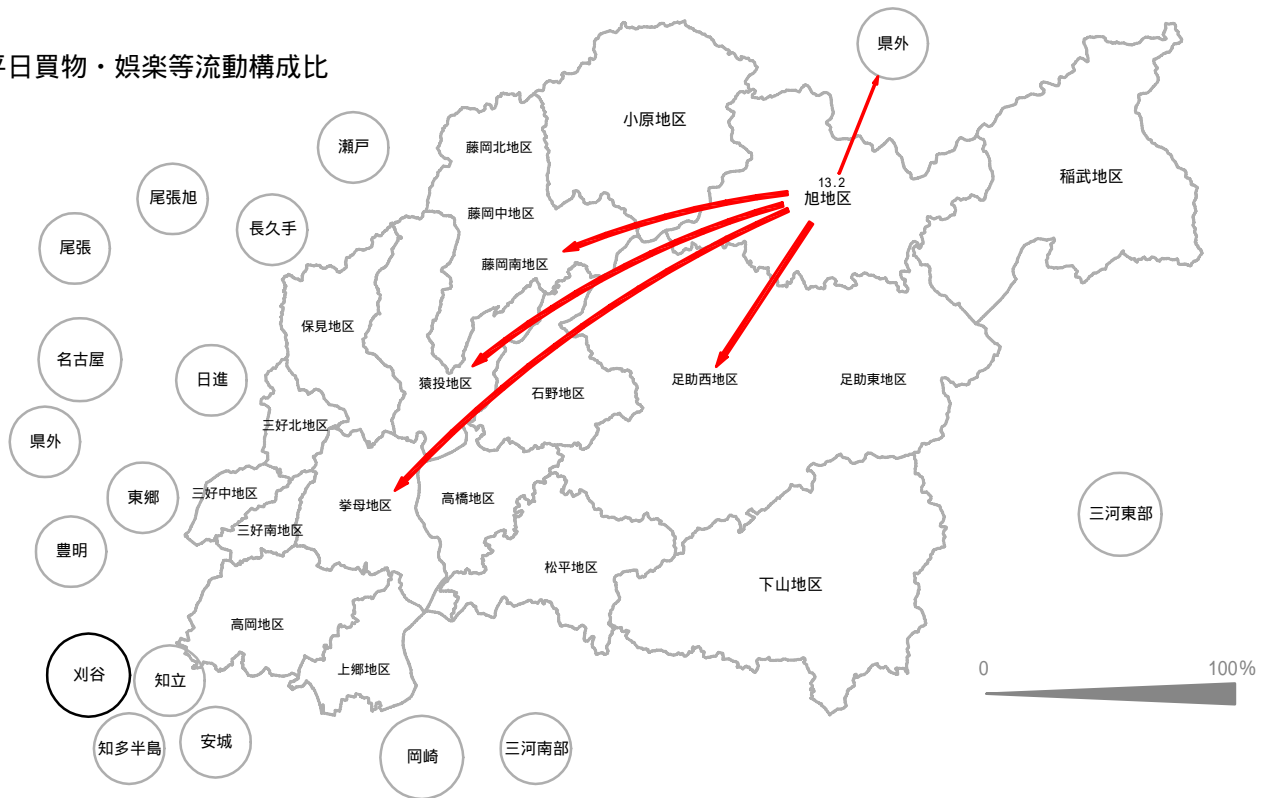 平日買物・娯楽等流動構成比
県外
小原地区
瀬戸
藤岡北地区
稲武地区
13.2
旭地区
尾張旭
藤岡中地区
長久手
尾張
藤岡南地区
保見地区
名古屋
日進
猿投地区
石野地区
足助西地区
足助東地区
三好北地区
県外
東郷
三好中地区
挙母地区
高橋地区
三河東部
三好南地区
豊明
松平地区
下山地区
高岡地区
上郷地区
0
100%
刈谷
知立
知多半島
安城
岡崎
三河南部